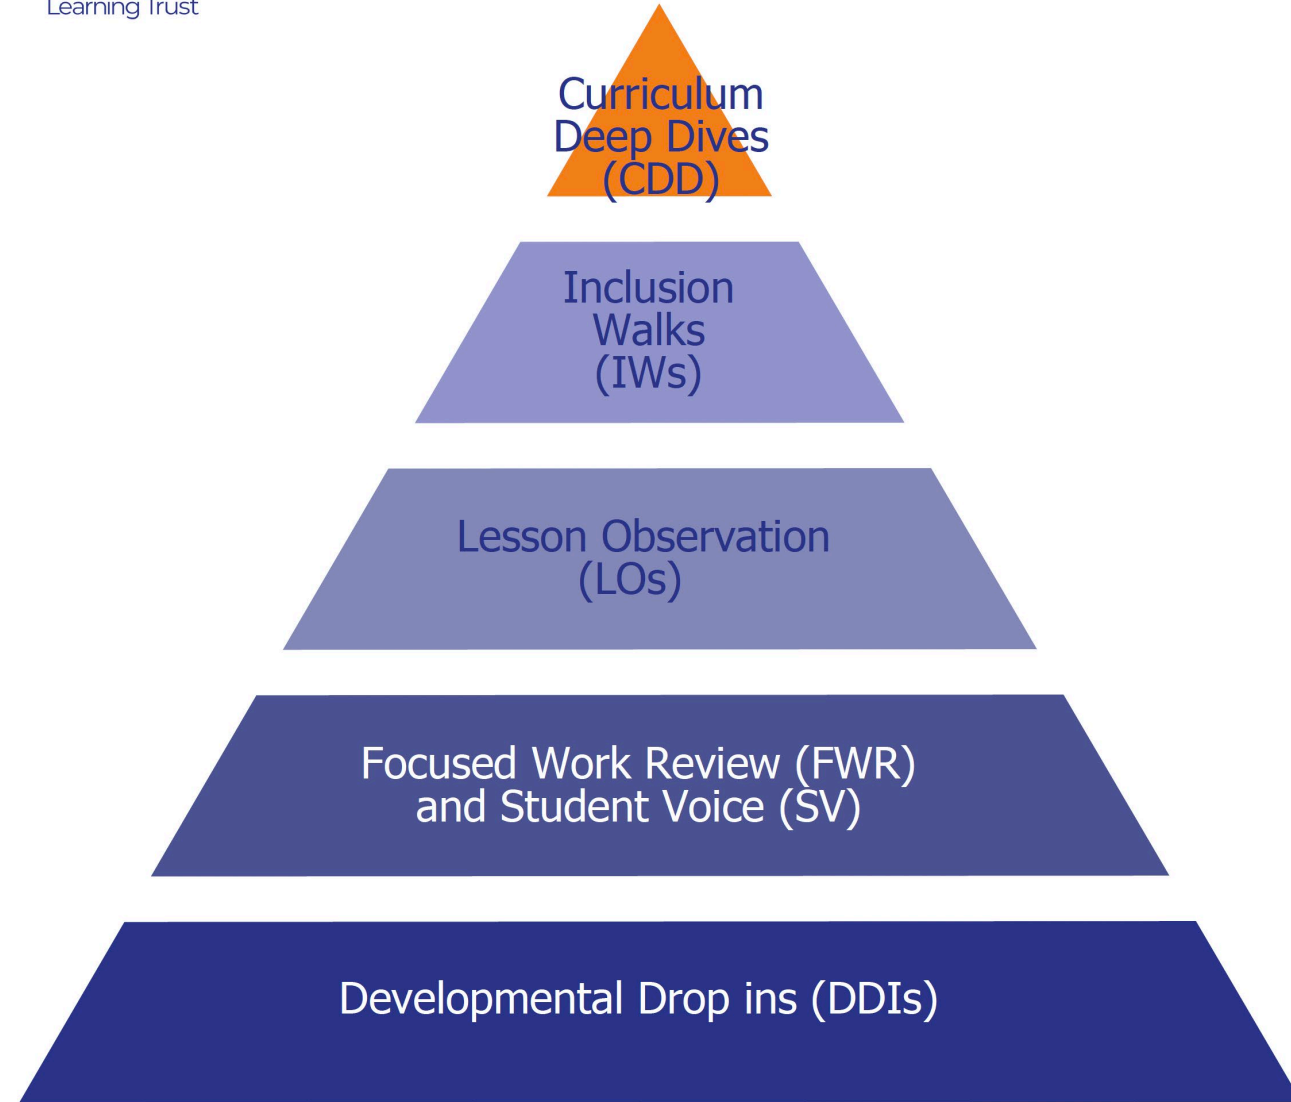 Learning Trust
Curriculum
Deep Dives
(CDD)
Inclusion
Walks
(IWs)
Lesson Observation
(LOs)
Focused Work Review (FWR)
and Student Voice (SV)
Developmental Drop ins (DDIs)